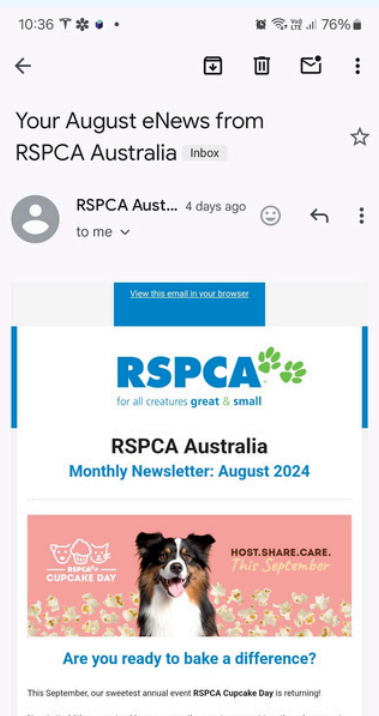 10:36
76%
Your August eNews from
RSPCA Australia Inbox
RSPCA Aust... 4 days ago
to me
View this email in your browser
RSPCA
for all creatures great & small
RSPCA Australia
Monthly Newsletter: August 2024
RSPCA
CUPCAKE DAY
HOST.SHARE.CARE.
This September
Are you ready to bake a difference?
This September, our sweetest annual event RSPCA Cupcake Day is returning!